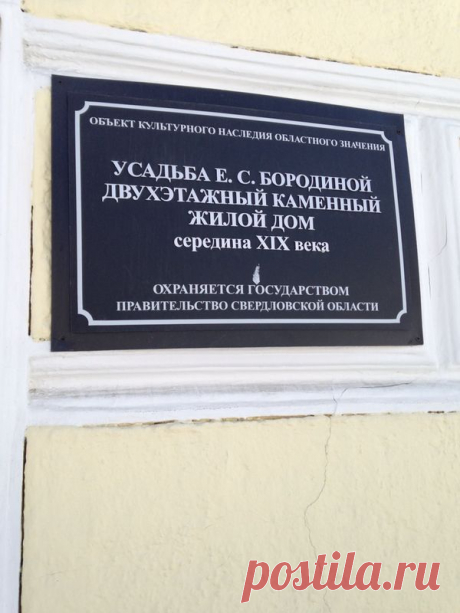 ОБЪЕКТ КУЛЬТУРНОГО НАСЛЕДИЯ ОБЛАСТНОГО ЗНАЧЕНИЯ
УСАДЬБА Е. С. БОРОДИНОЙ
ДВУХЭТАЖНЫЙ КАМЕННЫЙ
ЖИЛОЙ ДОМ
середина XIX века
ОХРАНЯЕТСЯ ГОСУДАРСТВОМ
ПРАВИТЕЛЬСТВО СВЕРДЛОВСКОЙ ОБЛАСТИ
postila.ru